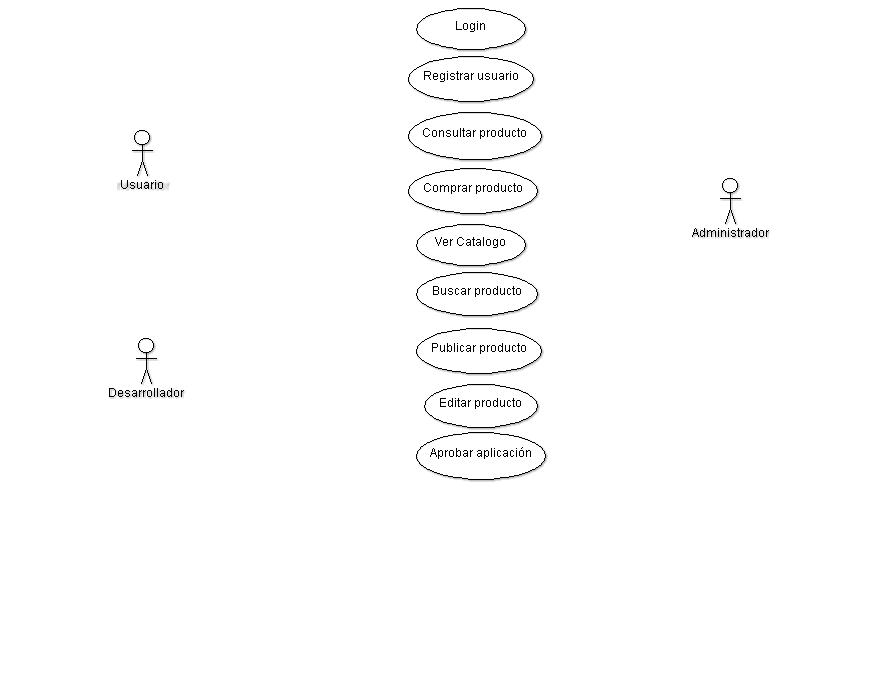 Login
Registrar usuario
Consultar producto
Usuario
Comprar producto
Administrador
Ver Catalogo
Buscar producto
Publicar producto
Desarrollador
Editar producto
Aprobar aplicación